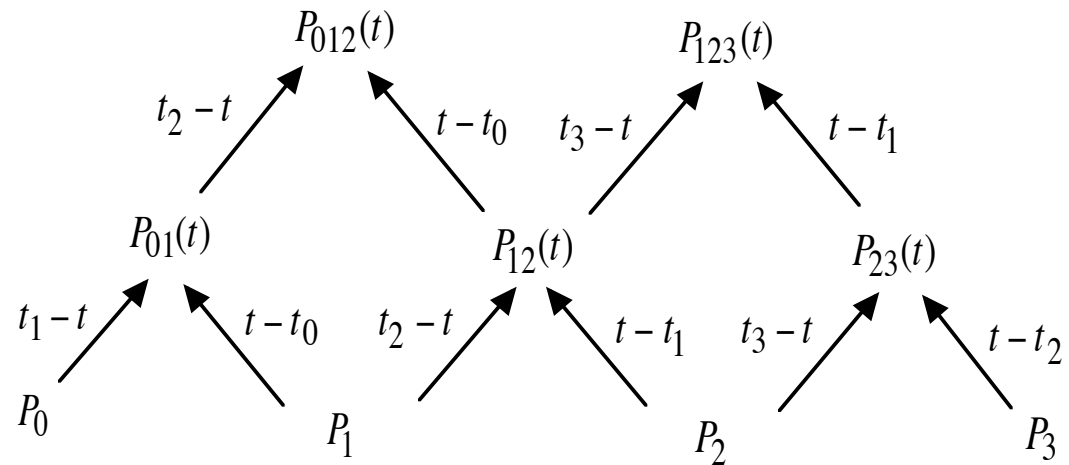 P₀₁₂(t) P₁₂₃(t)
t₂ − t t − t₀ t₃ − t t − t₁
P₀₁(t) P₁₂(t) P₂₃(t)
t₁ − t t − t₀ t₂ − t t − t₁ t₃ − t t − t₂
P₀ P₁ P₂ P₃